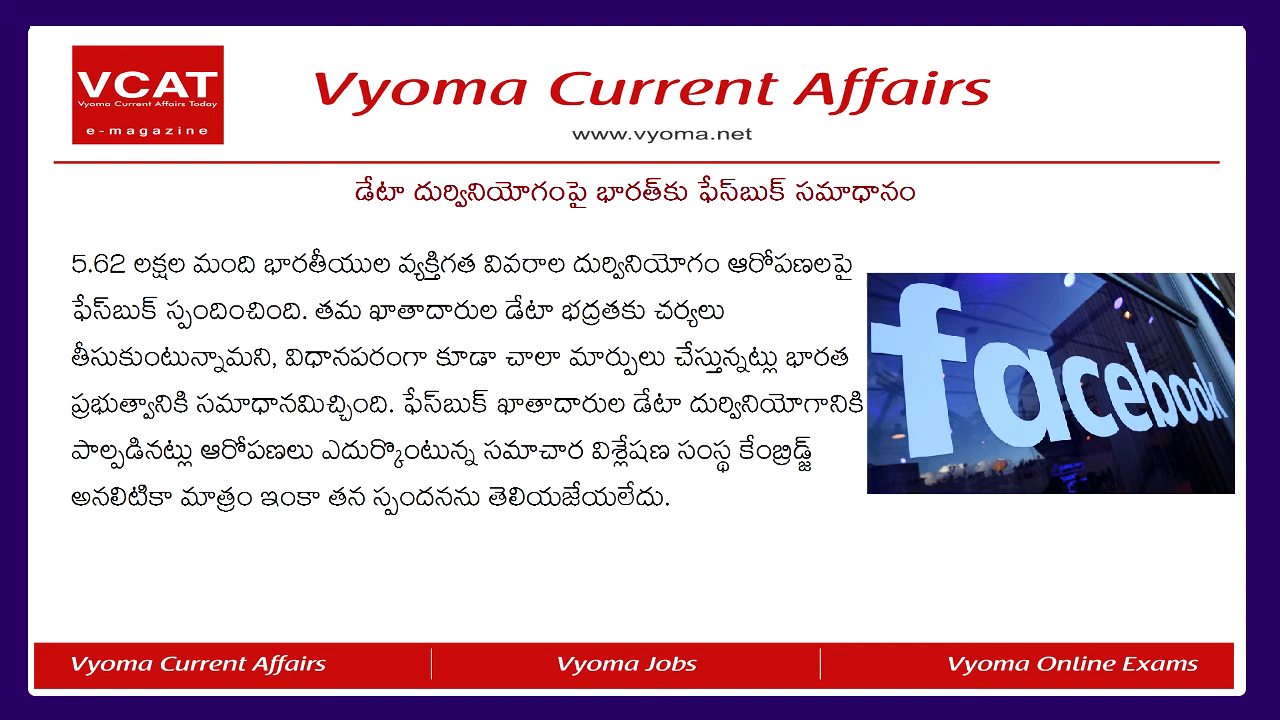 VCAT
Vyoma Current Affairs Today
e-magazine
Vyoma Current Affairs
www.vyoma.net
డేటా దుర్వినియోగంపై భారత్‌కు ఫేస్‌బుక్ సమాధానం
5.62 లక్షల మంది భారతీయుల వ్యక్తిగత వివరాల దుర్వినియోగం ఆరోపణలపై
ఫేస్‌బుక్ స్పందించింది. తమ ఖాతాదారుల డేటా భద్రతకు చర్యలు
తీసుకుంటున్నామని, విధానపరంగా కూడా చాలా మార్పులు చేస్తున్నట్లు భారత
ప్రభుత్వానికి సమాధానమిచ్చింది. ఫేస్‌బుక్ ఖాతాదారుల డేటా దుర్వినియోగానికి
పాల్పడినట్లు ఆరోపణలు ఎదుర్కొంటున్న సమాచార విశ్లేషణ సంస్థ కేంబ్రిడ్జ్
అనలిటికా మాత్రం ఇంకా తన స్పందనను తెలియజేయలేదు.
facebook
Vyoma Current Affairs
Vyoma Jobs
Vyoma Online Exams